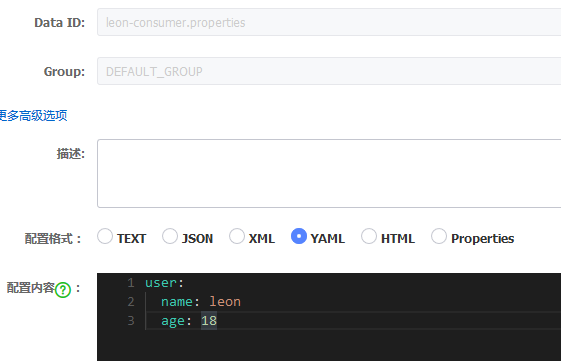 Data ID: leon-consumer.properties
Group: DEFAULT_GROUP
更多高级选项
描述:
配置格式： TEXT JSON XML YAML HTML Properties
配置内容?：
1 user:
2 name: leon
3 age: 18